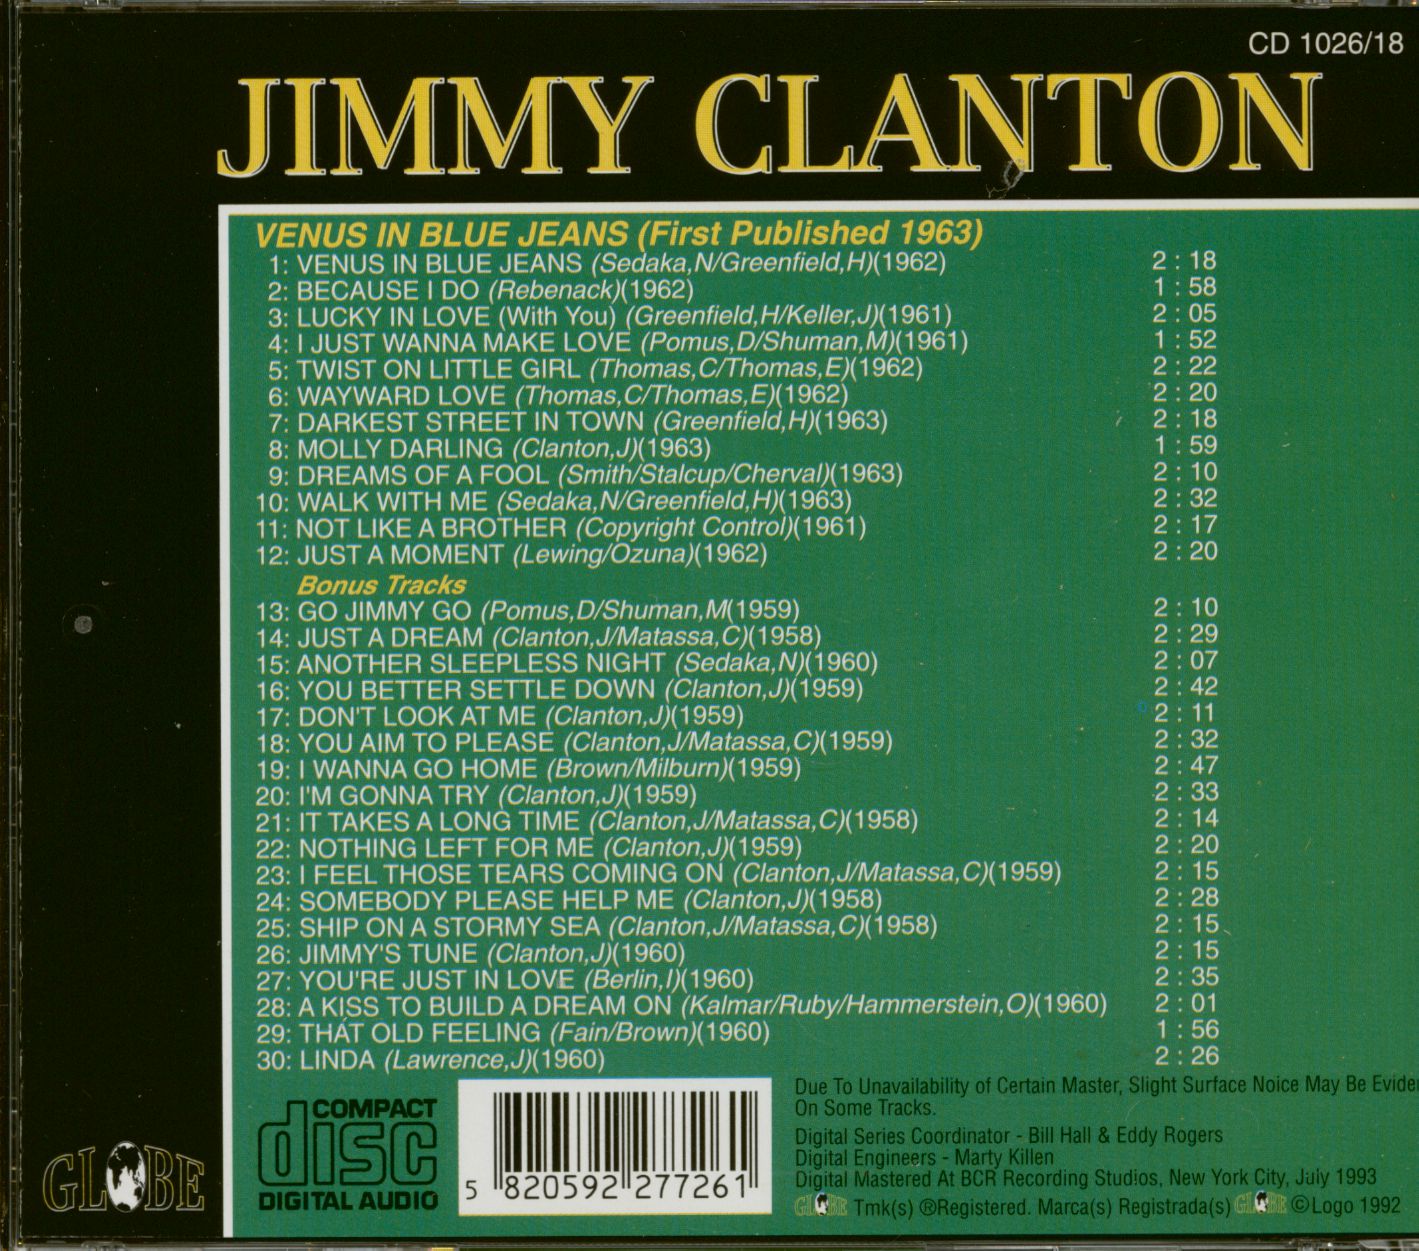 CD 1026/18
JIMMY CLANTON
VENUS IN BLUE JEANS (First Published 1963)
1: VENUS IN BLUE JEANS (Sedaka,N/Greenfield,H)(1962) 2 : 18
2: BECAUSE I DO (Rebenack)(1962) 1 : 58
3: LUCKY IN LOVE (With You) (Greenfield,H/Keller,J)(1961) 2 : 05
4: I JUST WANNA MAKE LOVE (Pomus,D/Shuman,M)(1961) 1 : 52
5: TWIST ON LITTLE GIRL (Thomas,C/Thomas,E)(1962) 2 : 22
6: WAYWARD LOVE (Thomas,C/Thomas,E)(1962) 2 : 20
7: DARKEST STREET IN TOWN (Greenfield,H)(1963) 2 : 18
8: MOLLY DARLING (Clanton,J)(1963) 1 : 59
9: DREAMS OF A FOOL (Smith/Stalcup/Cherval)(1963) 2 : 10
10: WALK WITH ME (Sedaka,N/Greenfield,H)(1963) 2 : 32
11: NOT LIKE A BROTHER (Copyright Control)(1961) 2 : 17
12: JUST A MOMENT (Lewing/Ozuna)(1962) 2 : 20
Bonus Tracks
13: GO JIMMY GO (Pomus,D/Shuman,M(1959) 2 : 10
14: JUST A DREAM (Clanton,J/Matassa,C)(1958) 2 : 29
15: ANOTHER SLEEPLESS NIGHT (Sedaka,N)(1960) 2 : 07
16: YOU BETTER SETTLE DOWN (Clanton,J)(1959) 2 : 42
17: DON'T LOOK AT ME (Clanton,J)(1959) 2 : 11
18: YOU AIM TO PLEASE (Clanton,J/Matassa,C)(1959) 2 : 32
19: I WANNA GO HOME (Brown/Milburn)(1959) 2 : 47
20: I'M GONNA TRY (Clanton,J)(1959) 2 : 33
21: IT TAKES A LONG TIME (Clanton,J/Matassa,C)(1958) 2 : 14
22: NOTHING LEFT FOR ME (Clanton,J)(1959) 2 : 20
23: I FEEL THOSE TEARS COMING ON (Clanton,J/Matassa,C)(1959) 2 : 15
24: SOMEBODY PLEASE HELP ME (Clanton,J)(1958) 2 : 28
25: SHIP ON A STORMY SEA (Clanton,J/Matassa,C)(1958) 2 : 15
26: JIMMY'S TUNE (Clanton,J)(1960) 2 : 15
27: YOU'RE JUST IN LOVE (Berlin,I)(1960) 2 : 35
28: A KISS TO BUILD A DREAM ON (Kalmar/Ruby/Hammerstein,O)(1960) 2 : 01
29: THAT OLD FEELING (Fain/Brown)(1960) 1 : 56
30: LINDA (Lawrence,J)(1960) 2 : 26
GLOBE
COMPACT
disc
DIGITAL AUDIO
5 820592 277261
Due To Unavailability of Certain Master, Slight Surface Noice May Be Evider
On Some Tracks.
Digital Series Coordinator - Bill Hall & Eddy Rogers
Digital Engineers - Marty Killen
Digital Mastered At BCR Recording Studios, New York City, July 1993
GLOBE Tmk(s) ®Registered. Marca(s) Registrada(s) GLOBE ©Logo 1992